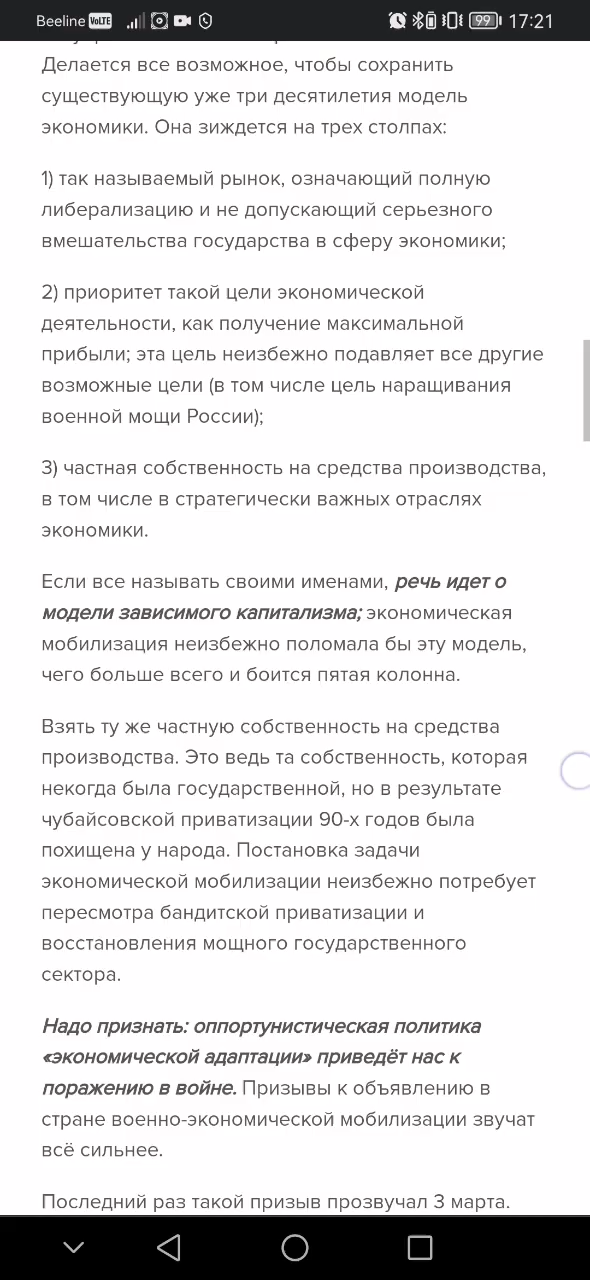 Beeline VoLTE 99 17:21
Делается все возможное, чтобы сохранить
существующую уже три десятилетия модель
экономики. Она зиждется на трех столпах:
1) так называемый рынок, означающий полную
либерализацию и не допускающий серьезного
вмешательства государства в сферу экономики;
2) приоритет такой цели экономической
деятельности, как получение максимальной
прибыли; эта цель неизбежно подавляет все другие
возможные цели (в том числе цель наращивания
военной мощи России);
3) частная собственность на средства производства,
в том числе в стратегически важных отраслях
экономики.
Если все называть своими именами, речь идет о
модели зависимого капитализма; экономическая
мобилизация неизбежно поломала бы эту модель,
чего больше всего и боится пятая колонна.
Взять ту же частную собственность на средства
производства. Это ведь та собственность, которая
некогда была государственной, но в результате
чубайсовской приватизации 90-х годов была
похищена у народа. Постановка задачи
экономической мобилизации неизбежно потребует
пересмотра бандитской приватизации и
восстановления мощного государственного
сектора.
Надо признать: оппортунистическая политика
«экономической адаптации» приведёт нас к
поражению в войне. Призывы к объявлению в
стране военно-экономической мобилизации звучат
всё сильнее.
Последний раз такой призыв прозвучал 3 марта.